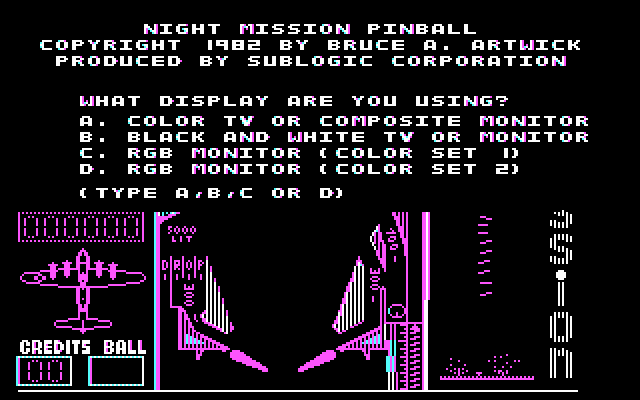 NIGHT MISSION PINBALL
COPYRIGHT 1982 BY BRUCE A. ARTWICK
PRODUCED BY SUBLOGIC CORPORATION
WHAT DISPLAY ARE YOU USING?
A. COLOR TV OR COMPOSITE MONITOR
B. BLACK AND WHITE TV OR MONITOR
C. RGB MONITOR (COLOR SET 1)
D. RGB MONITOR (COLOR SET 2)
(TYPE A,B,C OR D)
000000
5000
LIT
DROP
CREDITS BALL
00